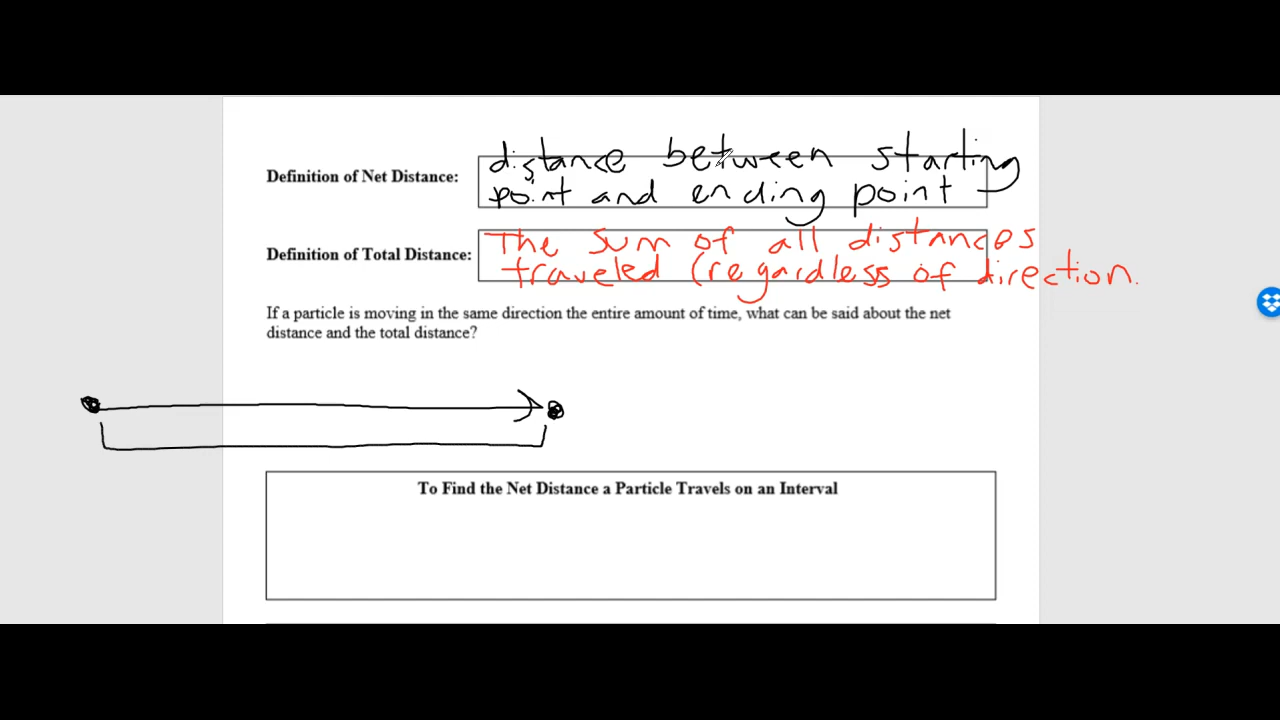 Definition of Net Distance:
distance between starting
point and ending point
Definition of Total Distance:
The sum of all distances
traveled (regardless of direction.
If a particle is moving in the same direction the entire amount of time, what can be said about the net
distance and the total distance?
To Find the Net Distance a Particle Travels on an Interval